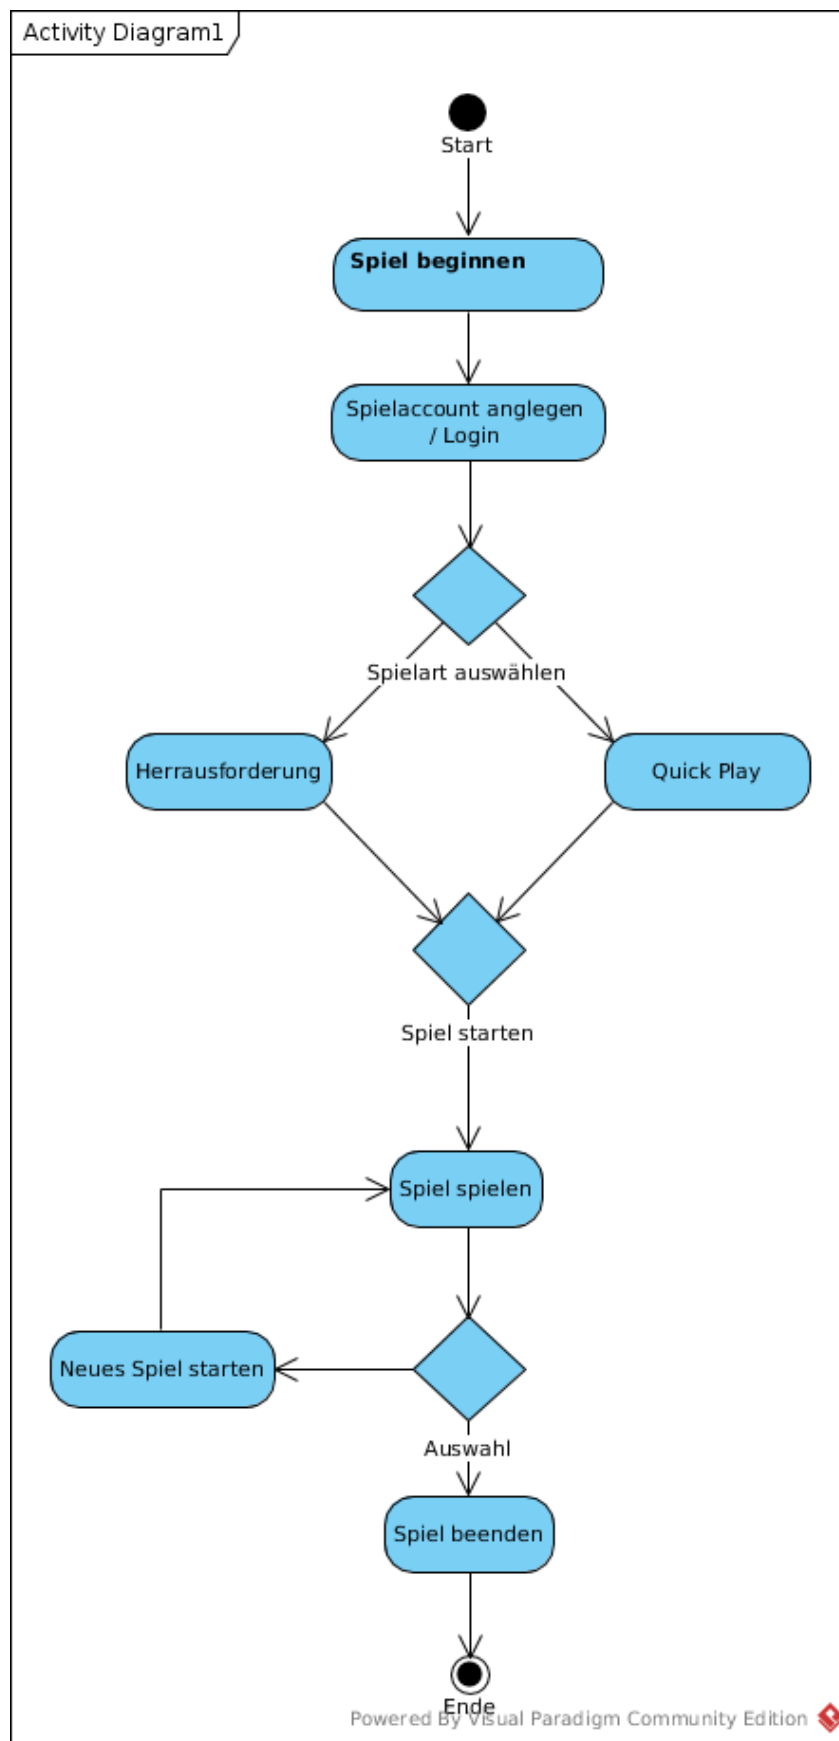 Activity Diagram1
Start
Spiel beginnen
Spielaccount anglegen
/ Login
Spielart auswählen
Herrausforderung
Quick Play
Spiel starten
Spiel spielen
Neues Spiel starten
Auswahl
Spiel beenden
Ende
Powered By Visual Paradigm Community Edition